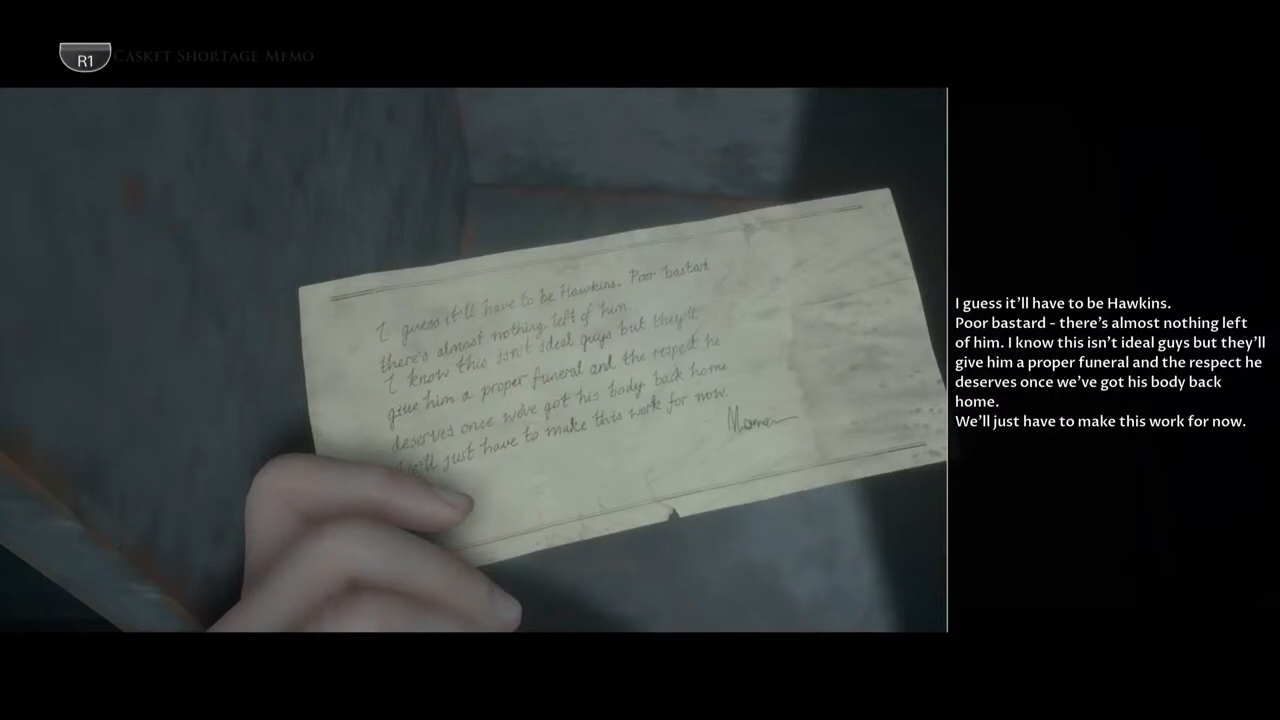 R1
CASKET SHORTAGE MEMO
I guess it'll have to be Hawkins. Poor bastard
there's almost nothing left of him.
I know this isn't ideal guys but they'll
give him a proper funeral and the respect he
deserves once we've got his body back home
just have to make this work for now.
I guess it'll have to be Hawkins.
Poor bastard - there's almost nothing left
of him. I know this isn't ideal guys but they'll
give him a proper funeral and the respect he
deserves once we've got his body back
home.
We'll just have to make this work for now.